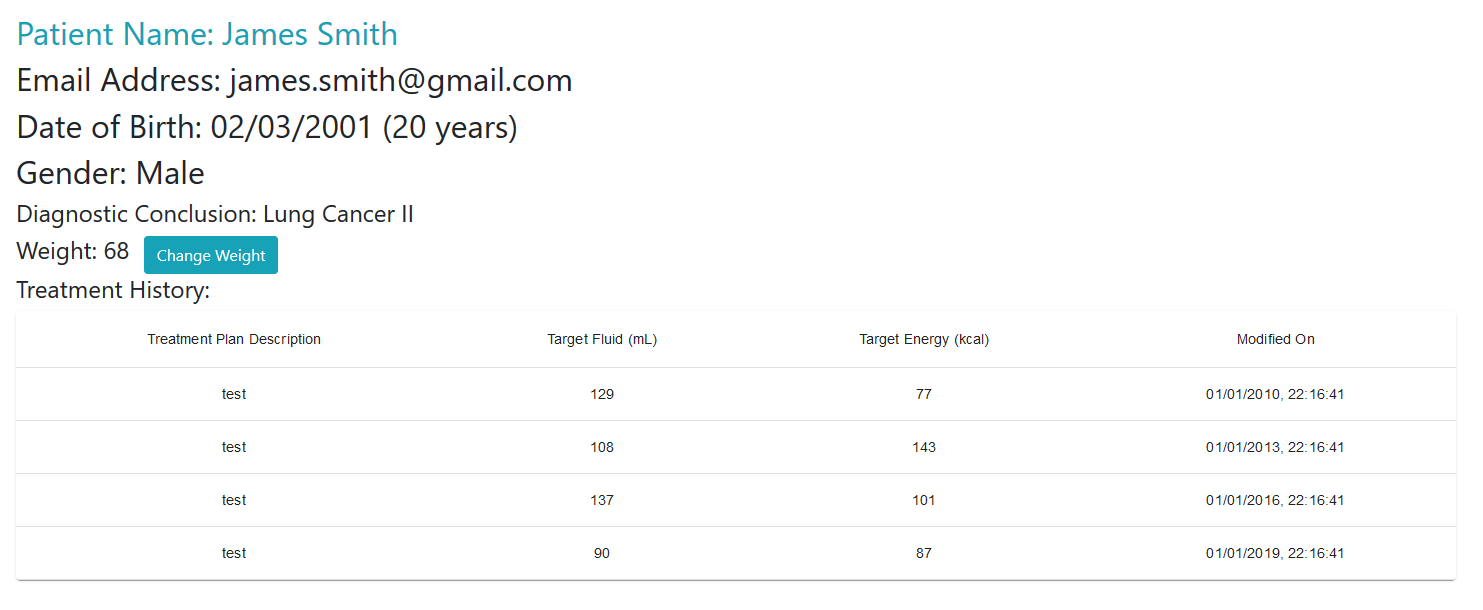 Patient Name: James Smith
Email Address: james.smith@gmail.com
Date of Birth: 02/03/2001 (20 years)
Gender: Male
Diagnostic Conclusion: Lung Cancer II
Weight: 68 Change Weight
Treatment History:
Treatment Plan Description Target Fluid (mL) Target Energy (kcal) Modified On
test 129 77 01/01/2010, 22:16:41
test 108 143 01/01/2013, 22:16:41
test 137 101 01/01/2016, 22:16:41
test 90 87 01/01/2019, 22:16:41